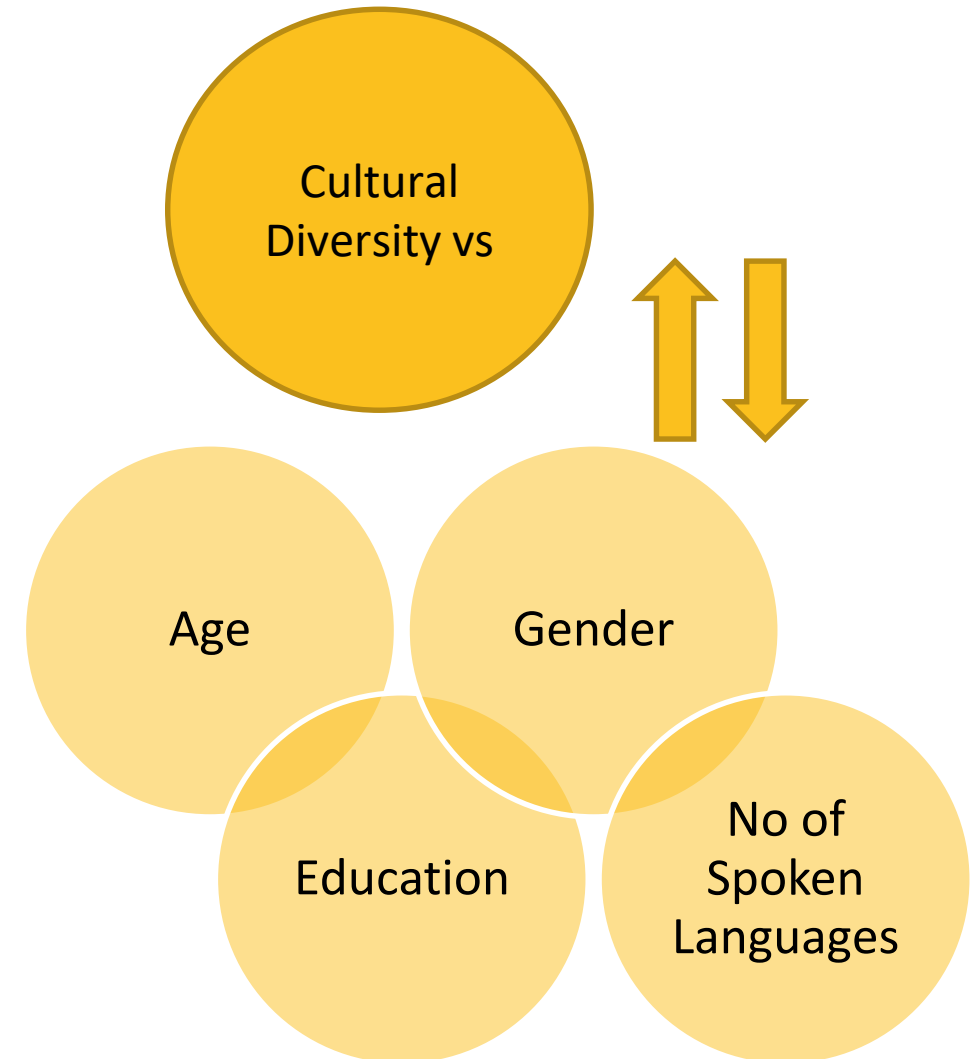 Cultural
Diversity vs
Age
Gender
Education
No of
Spoken
Languages